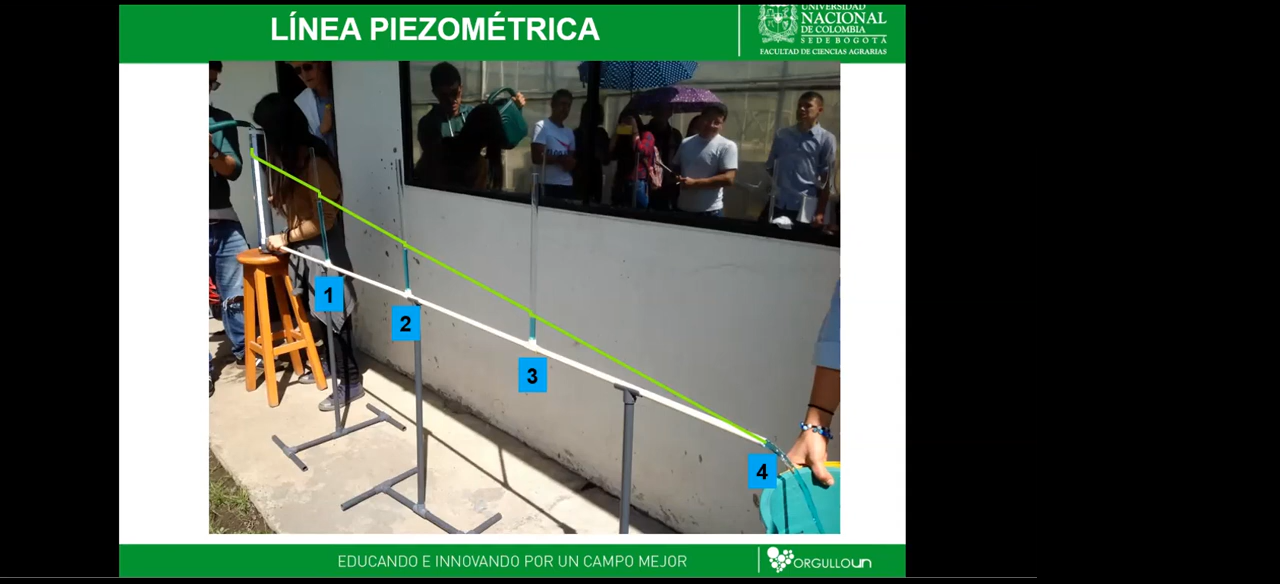 LÍNEA PIEZOMÉTRICA
UNIVERSIDAD
NACIONAL
DE COLOMBIA
SEDE BOGOTÁ
FACULTAD DE CIENCIAS AGRARIAS
1
2
3
4
EDUCANDO E INNOVANDO POR UN CAMPO MEJOR
ORGULLOUN